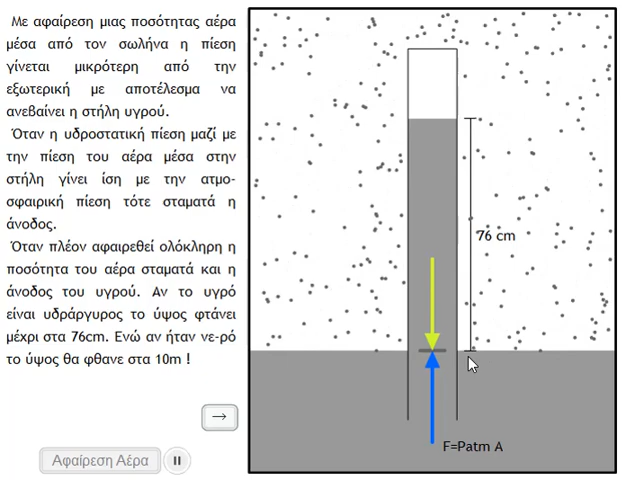 Με αφαίρεση μιας ποσότητας αέρα
μέσα από τον σωλήνα η πίεση
γίνεται μικρότερη από την
εξωτερική με αποτέλεσμα να
ανεβαίνει η στήλη υγρού.
Όταν η υδροστατική πίεση μαζί με
την πίεση του αέρα μέσα στην
στήλη γίνει ίση με την ατμο-
σφαιρική πίεση τότε σταματά η
άνοδος.
Όταν πλέον αφαιρεθεί ολόκληρη η
ποσότητα του αέρα σταματά και η
άνοδος του υγρού. Αν το υγρό
είναι υδράργυρος το ύψος φτάνει
μέχρι στα 76cm. Ενώ αν ήταν νε-ρό
το ύψος θα φθανε στα 10m !
→
Αφαίρεση Αέρα
76 cm
F=Patm A